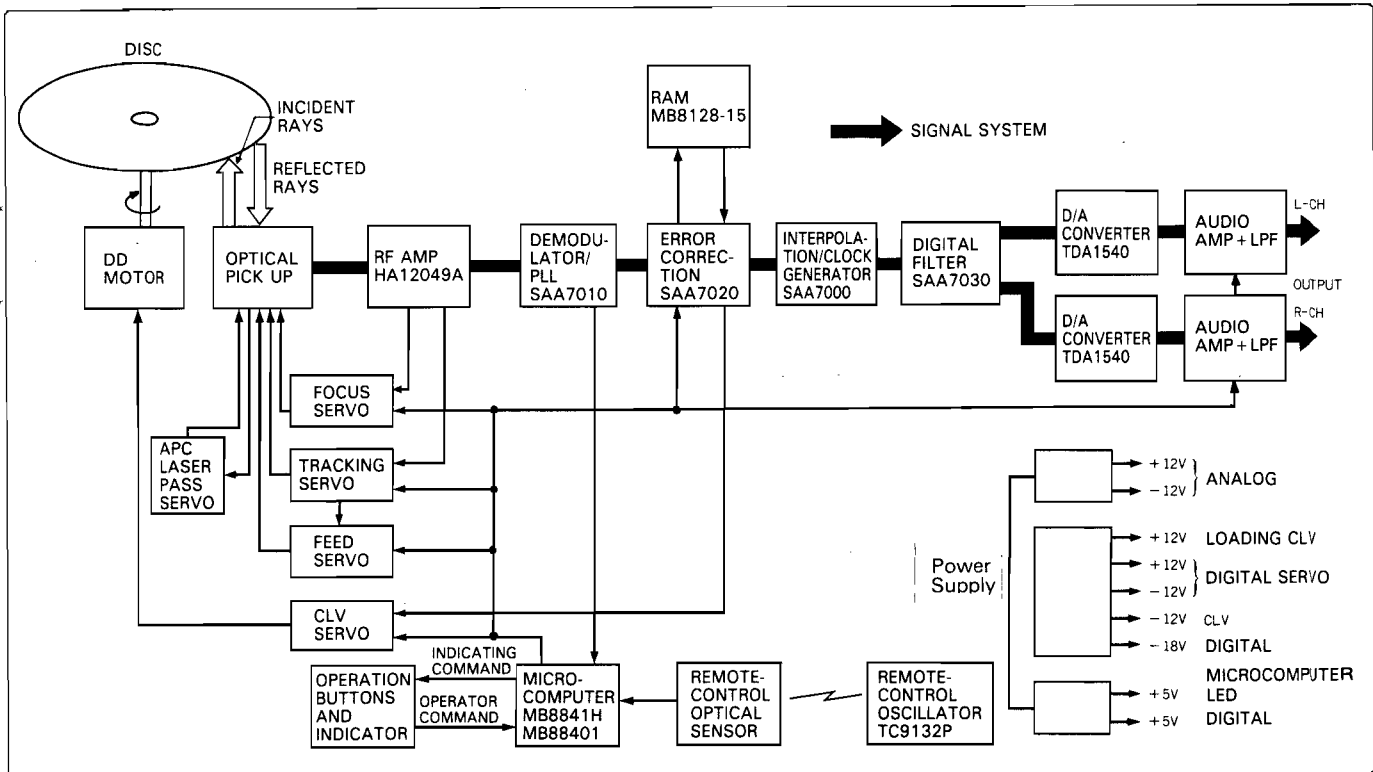 DISC
INCIDENT
RAYS
REFLECTED
RAYS
RAM
MB8128-15
SIGNAL SYSTEM
DD
MOTOR
OPTICAL
PICK UP
RF AMP
HA12049A
DEMODU-
LATOR/
PLL
SAA7010
ERROR
CORREC-
TION
SAA7020
INTERPOLA-
TION/CLOCK
GENERATOR
SAA7000
DIGITAL
FILTER
SAA7030
D/A
CONVERTER
TDA1540
AUDIO
AMP+LPF
L-CH
OUTPUT
D/A
CONVERTER
TDA1540
AUDIO
AMP+LPF
R-CH
FOCUS
SERVO
APC
LASER
PASS
SERVO
TRACKING
SERVO
FEED
SERVO
CLV
SERVO
INDICATING
COMMAND
OPERATION
BUTTONS
AND
INDICATOR
OPERATOR
COMMAND
MICRO-
COMPUTER
MB8841H
MB88401
REMOTE-
CONTROL
OPTICAL
SENSOR
REMOTE-
CONTROL
OSCILLATOR
TC9132P
Power
Supply
+12V
-12V
ANALOG
+12V LOADING CLV
+12V
-12V
DIGITAL SERVO
-12V CLV
-18V DIGITAL
MICROCOMPUTER
+5V LED
+5V DIGITAL